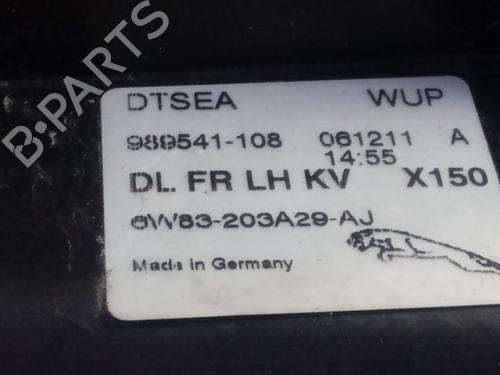 B-PARTS
DTSEA WUP
989541-108 061211 A
14:55
DL FR LH KV X150
6W83-203A29-AJ
Made in Germany